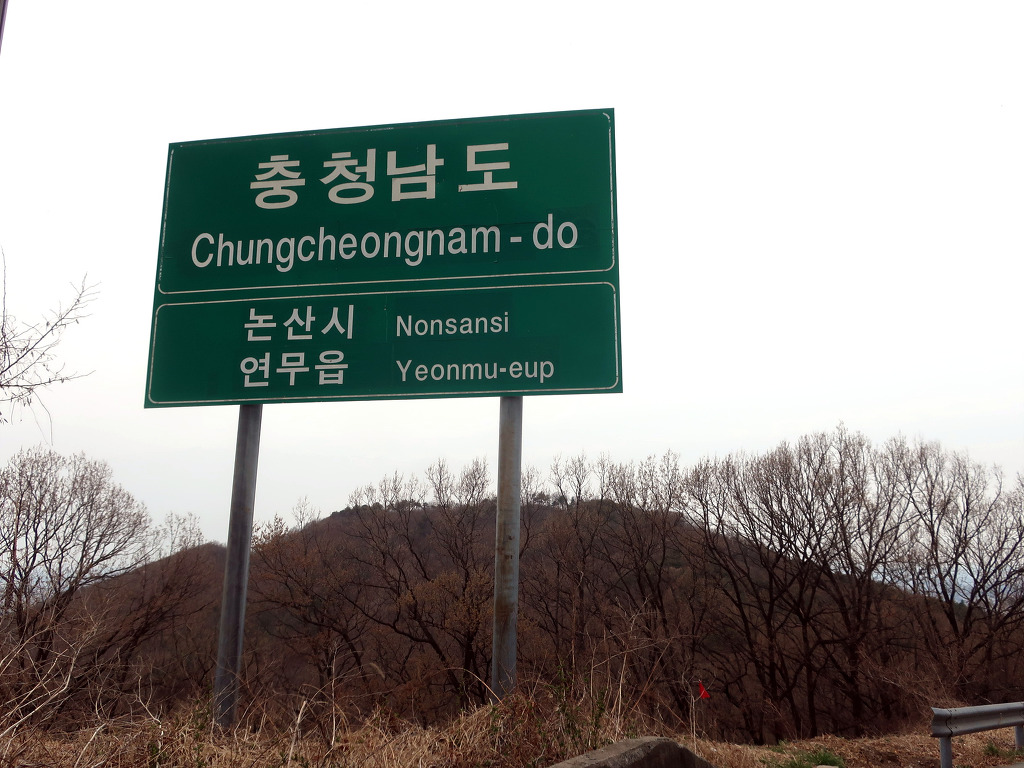 충청남도
Chungcheongnam-do
논산시 Nonsansi
연무읍 Yeonmu-eup